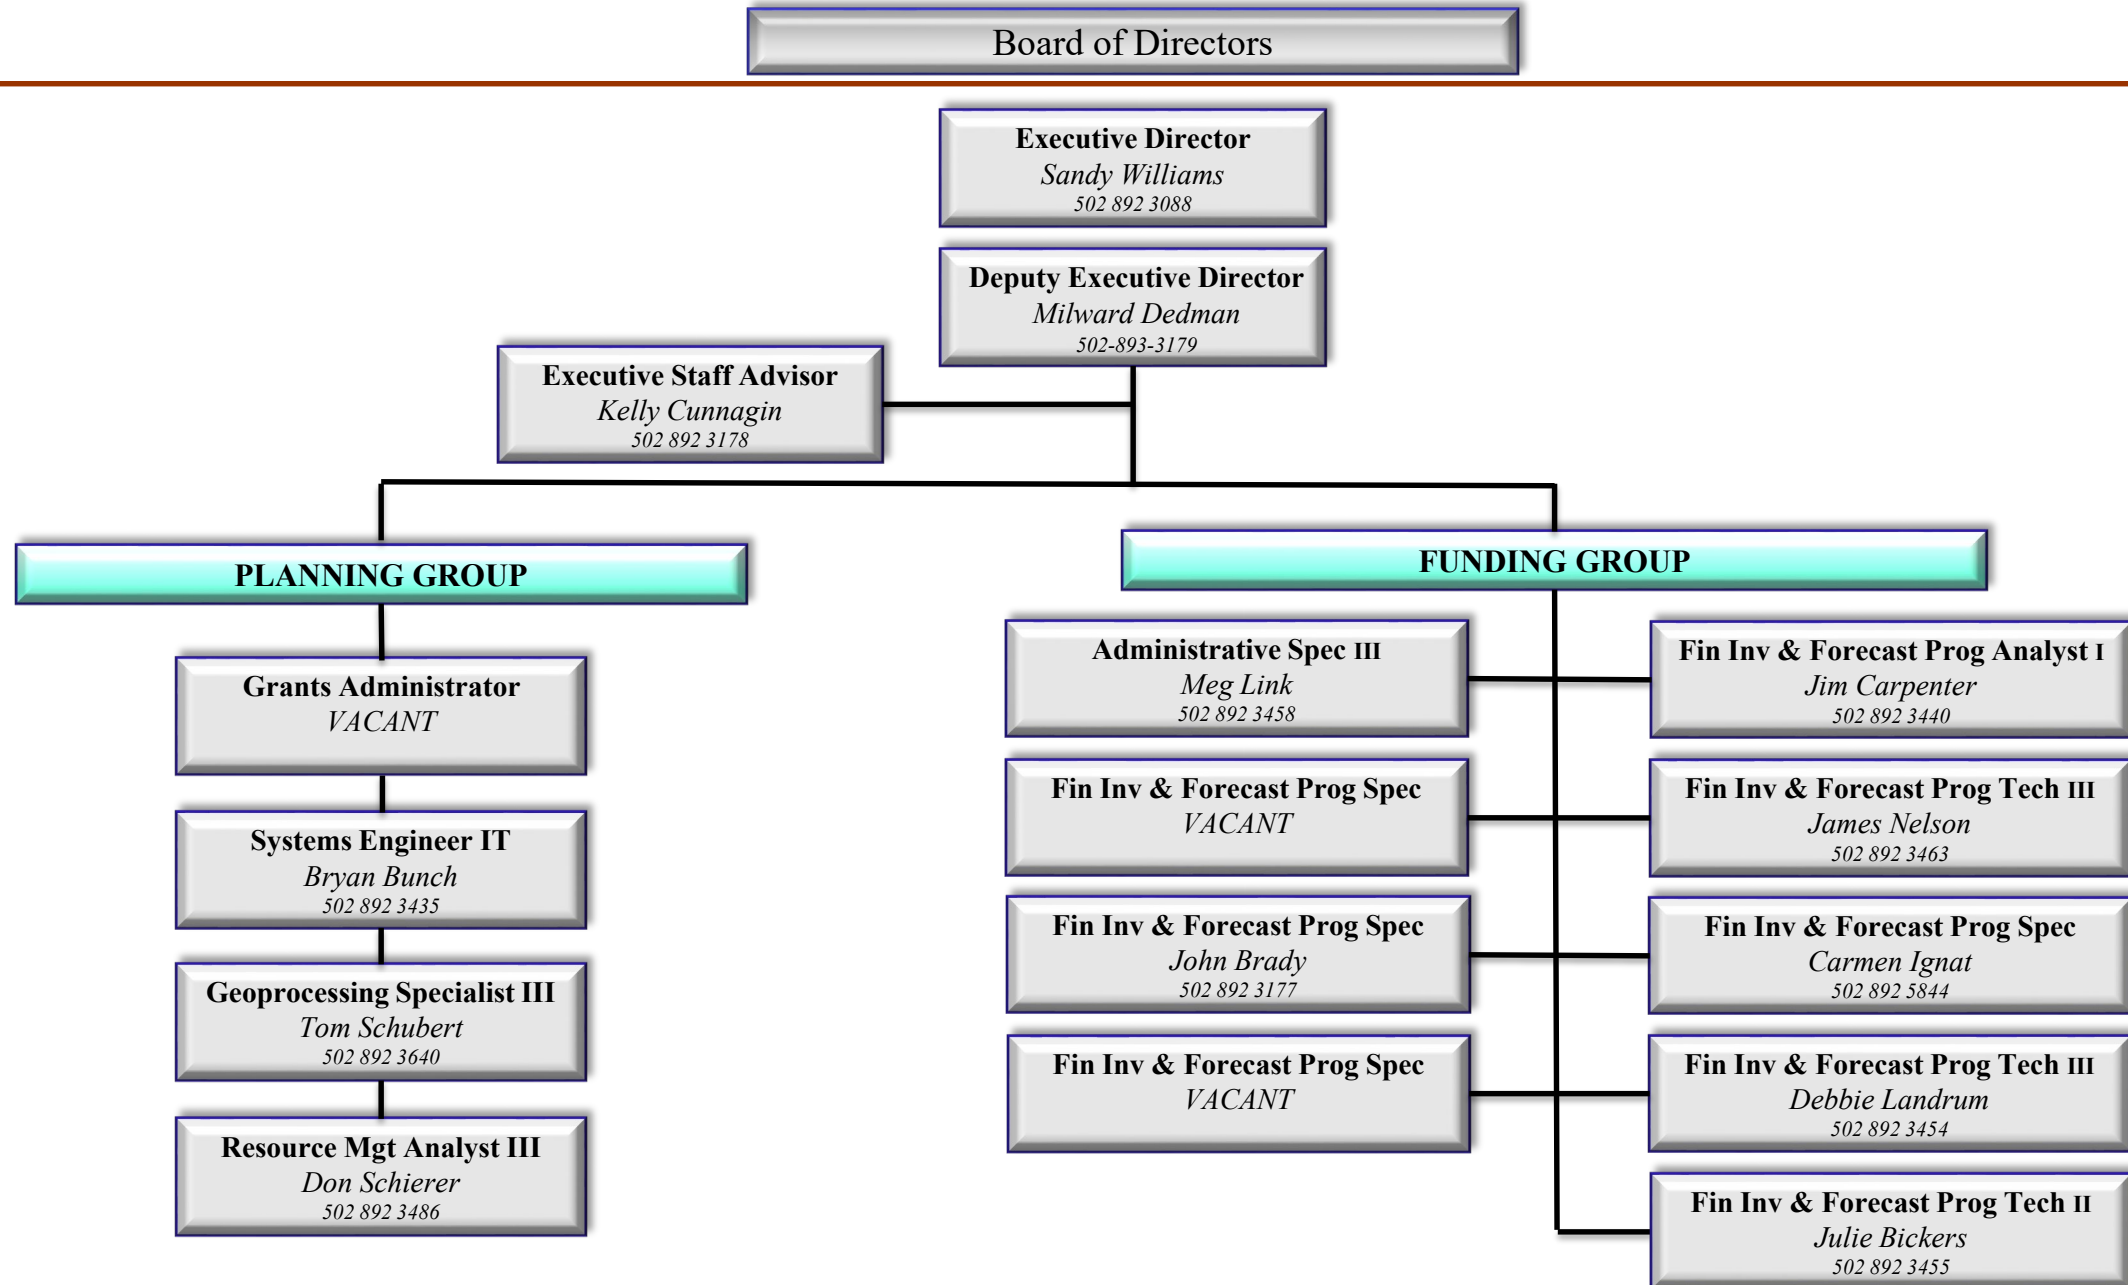 Board of Directors
Executive Director
Sandy Williams
502 892 3088
Deputy Executive Director
Milward Dedman
502-893-3179
Executive Staff Advisor
Kelly Cunnagin
502 892 3178
PLANNING GROUP
Grants Administrator
VACANT
Systems Engineer IT
Bryan Bunch
502 892 3435
Geoprocessing Specialist III
Tom Schubert
502 892 3640
Resource Mgt Analyst III
Don Schierer
502 892 3486
FUNDING GROUP
Administrative Spec III
Meg Link
502 892 3458
Fin Inv & Forecast Prog Spec
VACANT
Fin Inv & Forecast Prog Spec
John Brady
502 892 3177
Fin Inv & Forecast Prog Spec
VACANT
Fin Inv & Forecast Prog Analyst I
Jim Carpenter
502 892 3440
Fin Inv & Forecast Prog Tech III
James Nelson
502 892 3463
Fin Inv & Forecast Prog Spec
Carmen Ignat
502 892 5844
Fin Inv & Forecast Prog Tech III
Debbie Landrum
502 892 3454
Fin Inv & Forecast Prog Tech II
Julie Bickers
502 892 3455